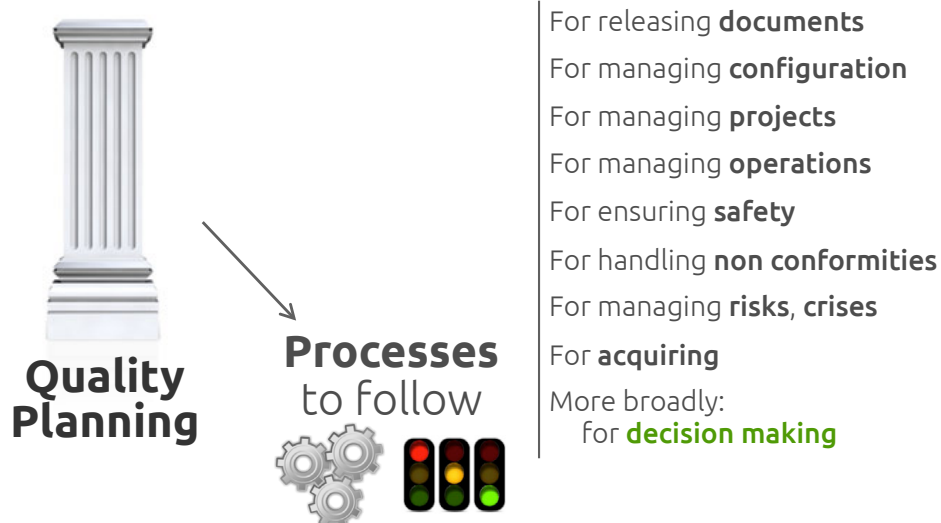 Quality
Planning
Processes
to follow
For releasing documents
For managing configuration
For managing projects
For managing operations
For ensuring safety
For handling non conformities
For managing risks, crises
For acquiring
More broadly:
for decision making